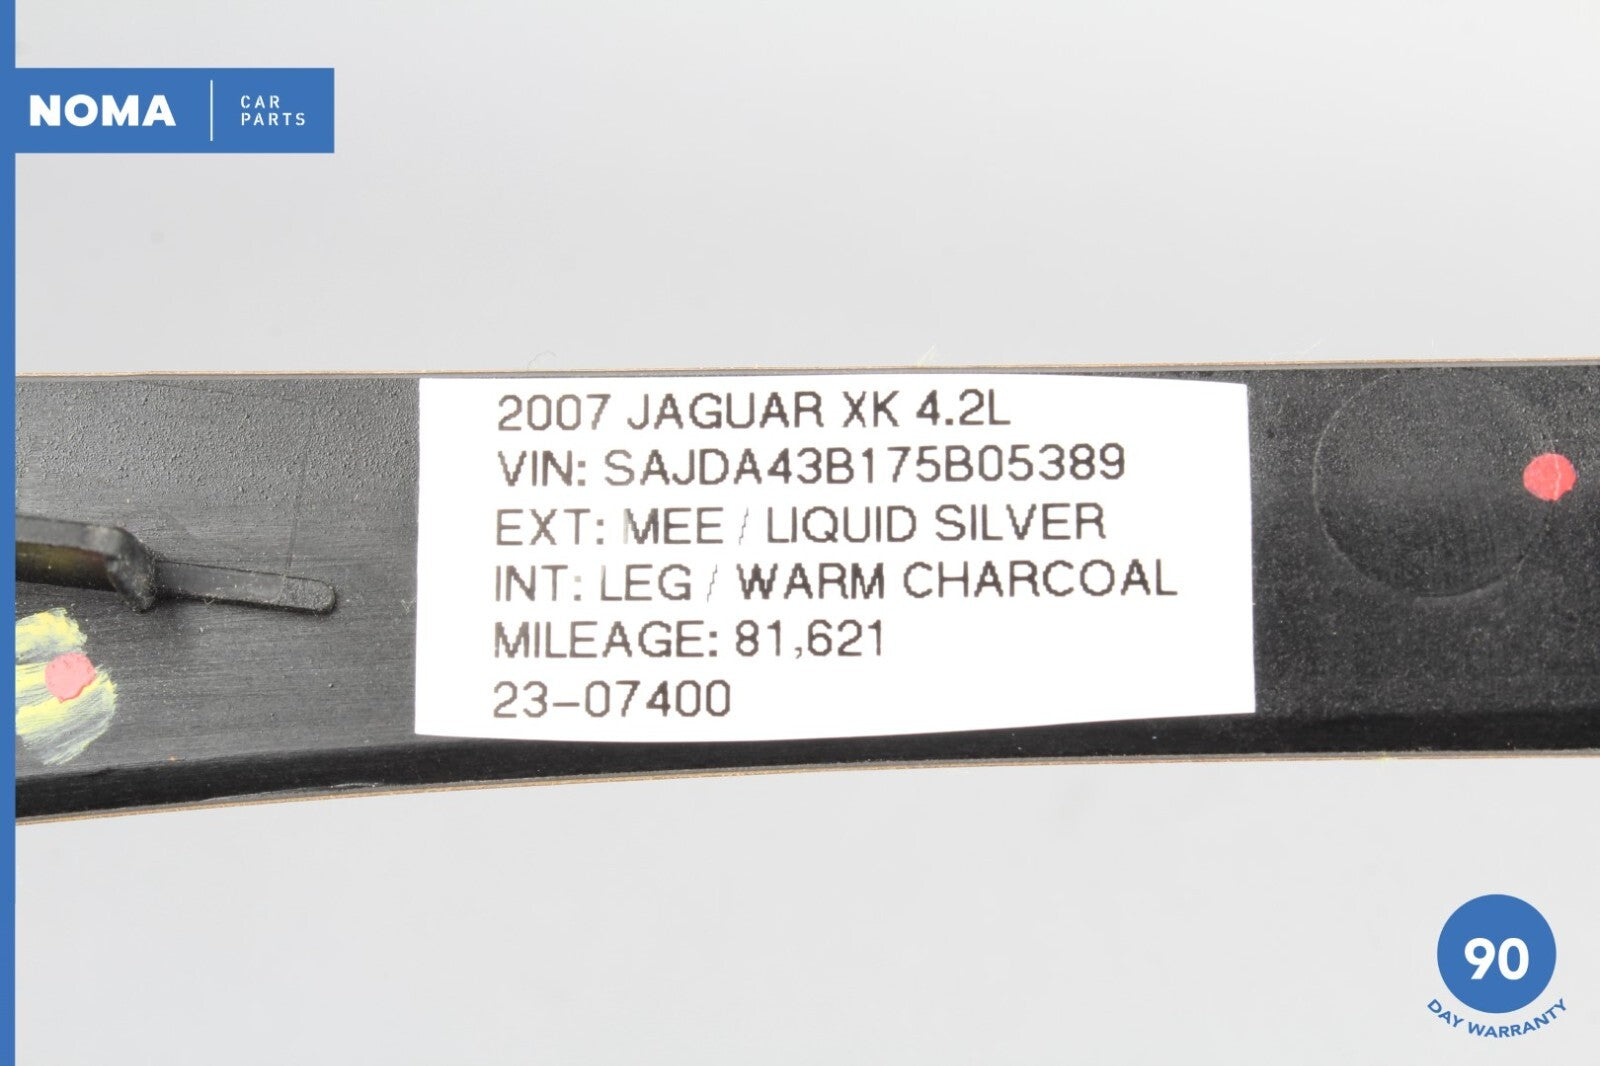 NOMA
CAR
PARTS
2007 JAGUAR XK 4.2L
VIN: SAJDA43B175B05389
EXT: MEE / LIQUID SILVER
INT: LEG / WARM CHARCOAL
MILEAGE: 81,621
23-07400
90
DAY WARRANTY